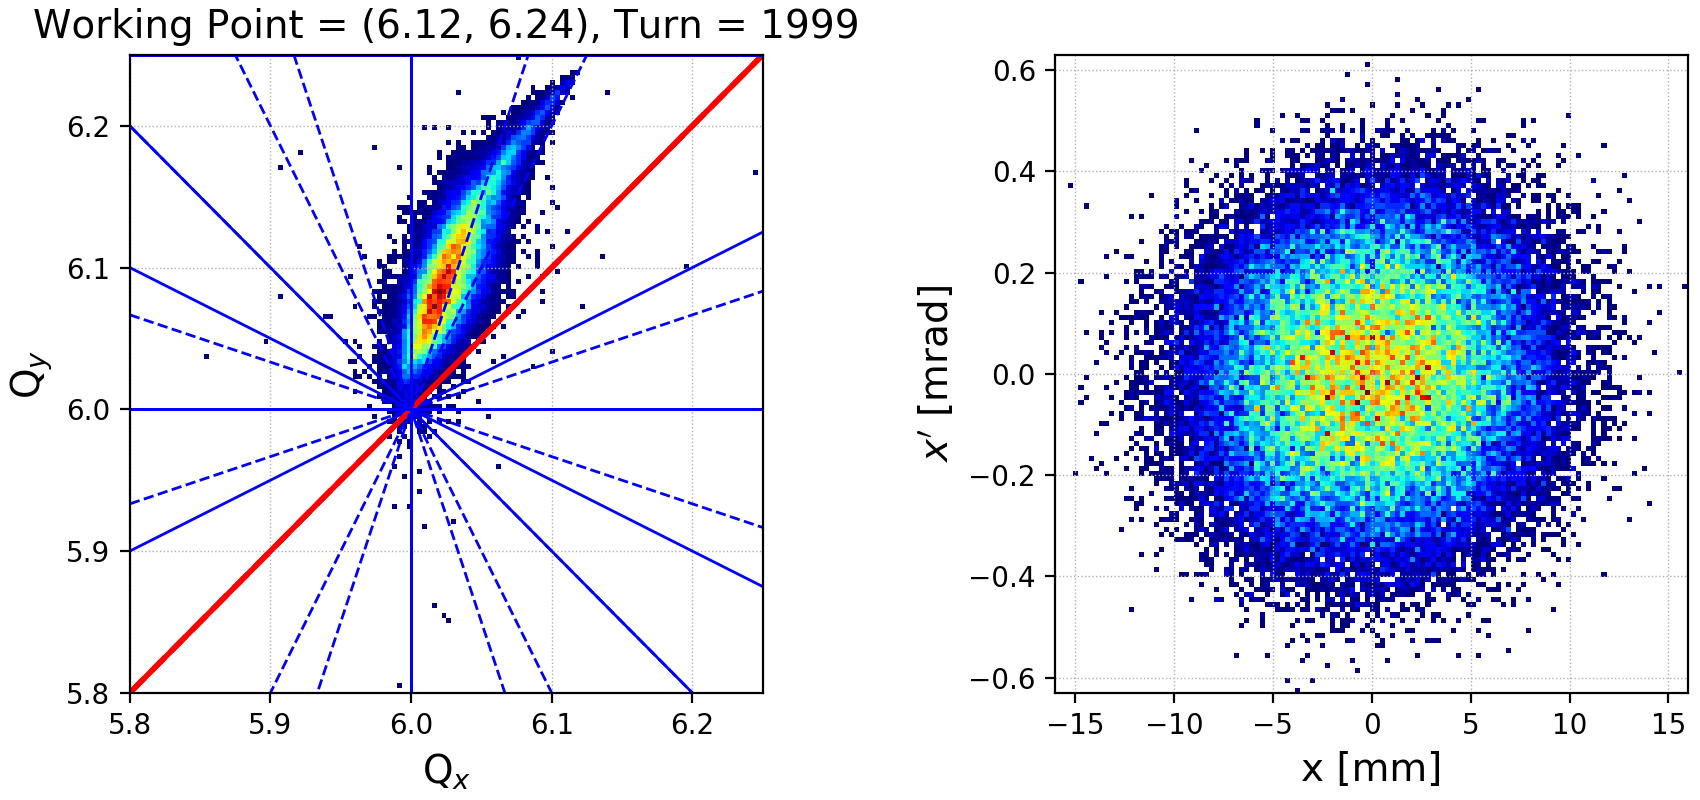 Working Point = (6.12, 6.24), Turn = 1999
6.2
6.1
6.0
5.9
5.8
Q_y
5.8 5.9 6.0 6.1 6.2
Q_x
0.6
0.4
0.2
0.0
−0.2
−0.4
−0.6
x′ [mrad]
−15 −10 −5 0 5 10 15
x [mm]